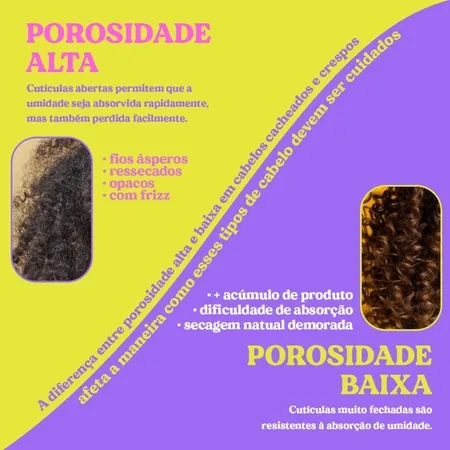 POROSIDADE
ALTA
Cutículas abertas permitem que a
umidade seja absorvida rapidamente,
mas também perdida facilmente.
• fios ásperos
• ressecados
• opacos
• com frizz
A diferença entre porosidade alta e baixa em cabelos cacheados e crespos
afeta a maneira como esses tipos de cabelo devem ser cuidados
• + acúmulo de produto
• dificuldade de absorção
• secagem natual demorada
POROSIDADE
BAIXA
Cutículas muito fechadas são
resistentes à absorção de umidade.